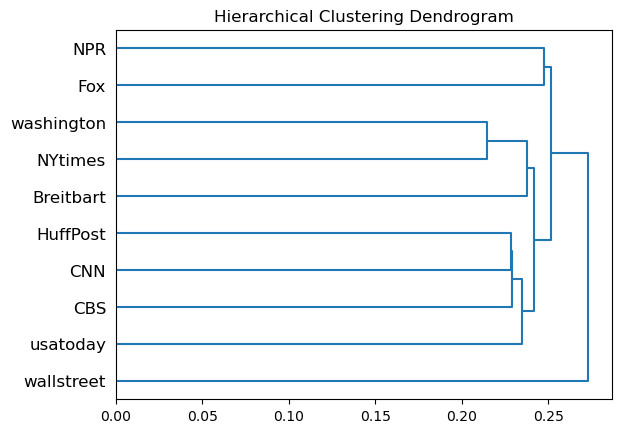 Hierarchical Clustering Dendrogram
NPR
Fox
washington
NYtimes
Breitbart
HuffPost
CNN
CBS
usatoday
wallstreet
0.00 0.05 0.10 0.15 0.20 0.25